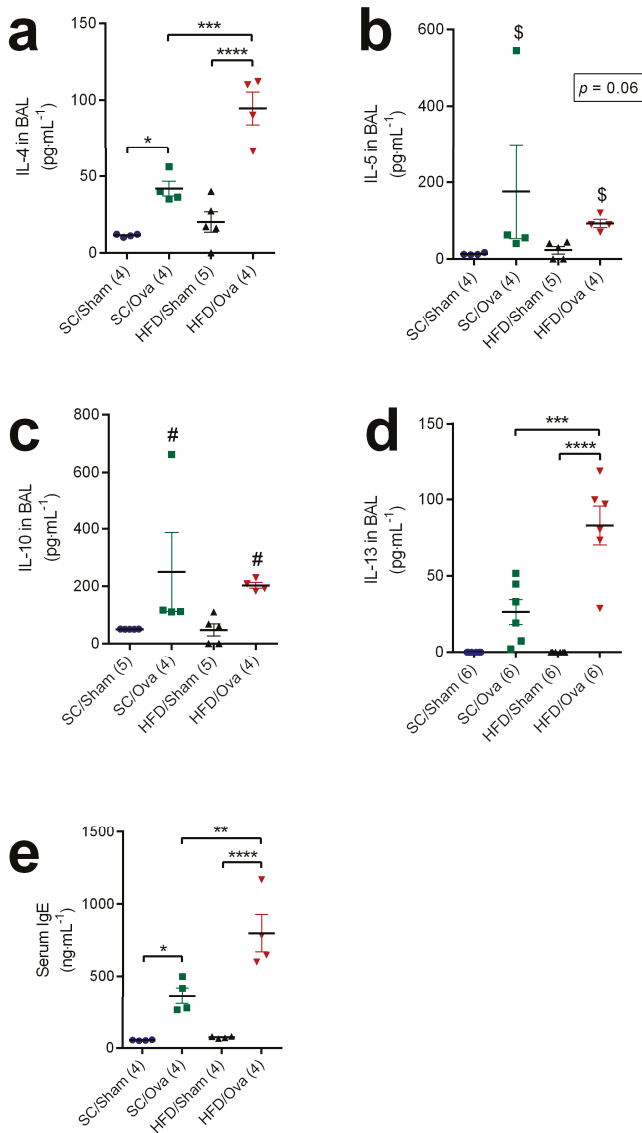 a
***
****
*
150
100
50
0
IL-4 in BAL
(pg·mL⁻¹)
SC/Sham (4)
SC/Ova (4)
HFD/Sham (5)
HFD/Ova (4)
b
$
$
p = 0.06
600
400
200
0
IL-5 in BAL
(pg·mL⁻¹)
SC/Sham (4)
SC/Ova (4)
HFD/Sham (5)
HFD/Ova (4)
c
#
#
800
600
400
200
0
IL-10 in BAL
(pg·mL⁻¹)
SC/Sham (5)
SC/Ova (4)
HFD/Sham (5)
HFD/Ova (4)
d
***
****
150
100
50
0
IL-13 in BAL
(pg·mL⁻¹)
SC/Sham (6)
SC/Ova (6)
HFD/Sham (6)
HFD/Ova (6)
e
**
****
*
1500
1000
500
0
Serum IgE
(ng·mL⁻¹)
SC/Sham (4)
SC/Ova (4)
HFD/Sham (4)
HFD/Ova (4)